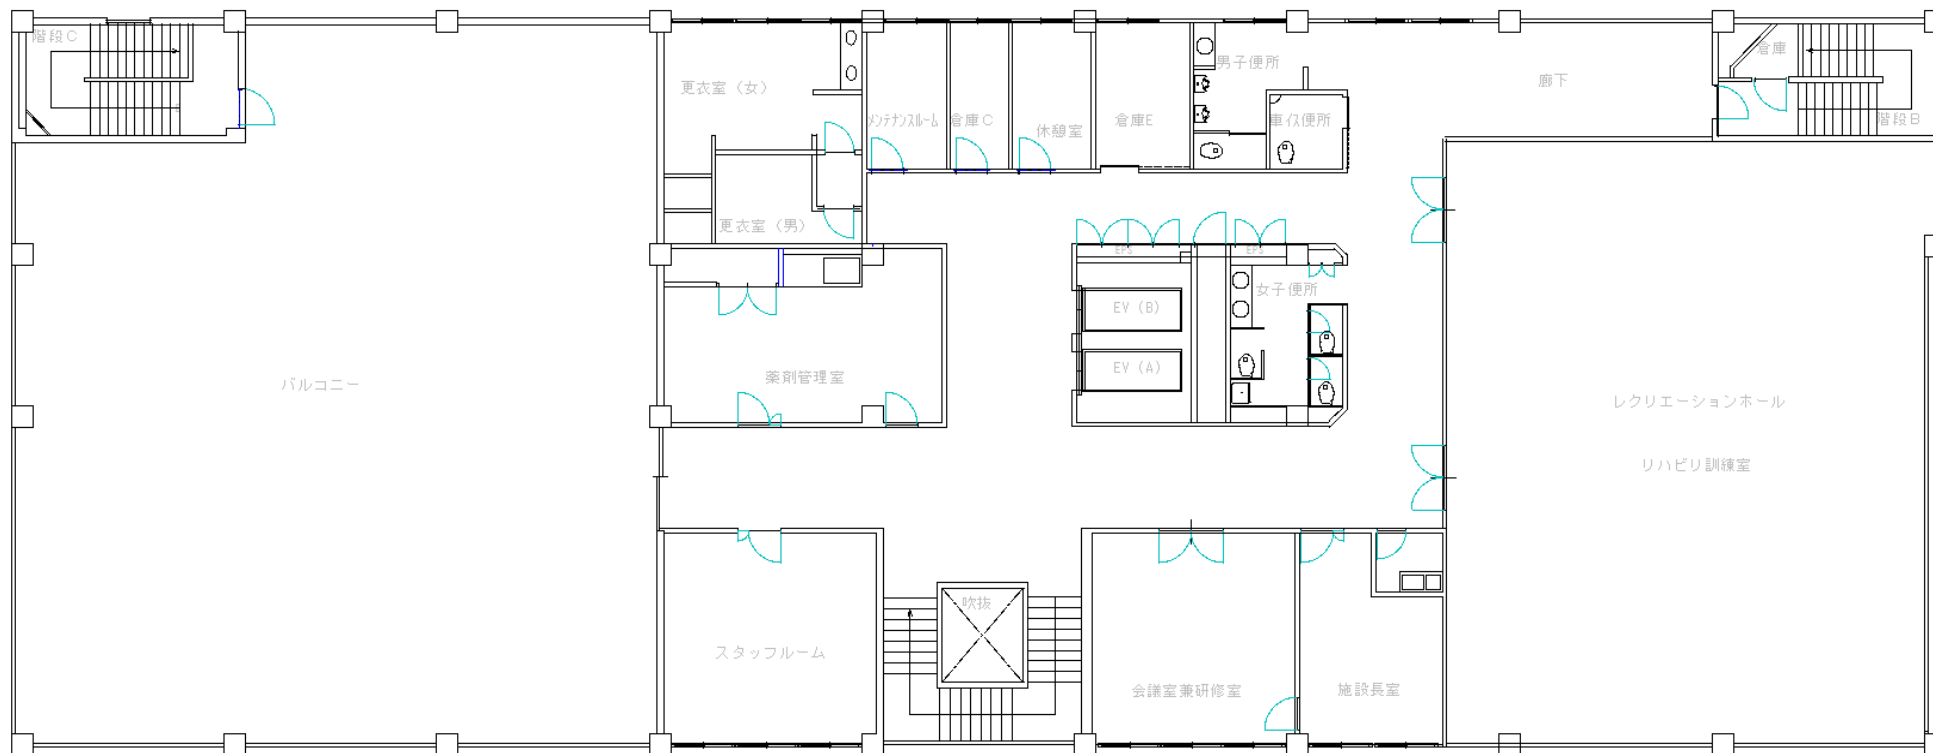 階段C
倉庫
男子便所
廊下
更衣室（女）
メンテナンスルーム
倉庫C
休憩室
倉庫E
車イス便所
階段B
更衣室（男）
EPS
EPS
女子便所
EV（B）
EV（A）
薬剤管理室
バルコニー
レクリエーションホール
リハビリ訓練室
吹抜
スタッフルーム
会議室兼研修室
施設長室